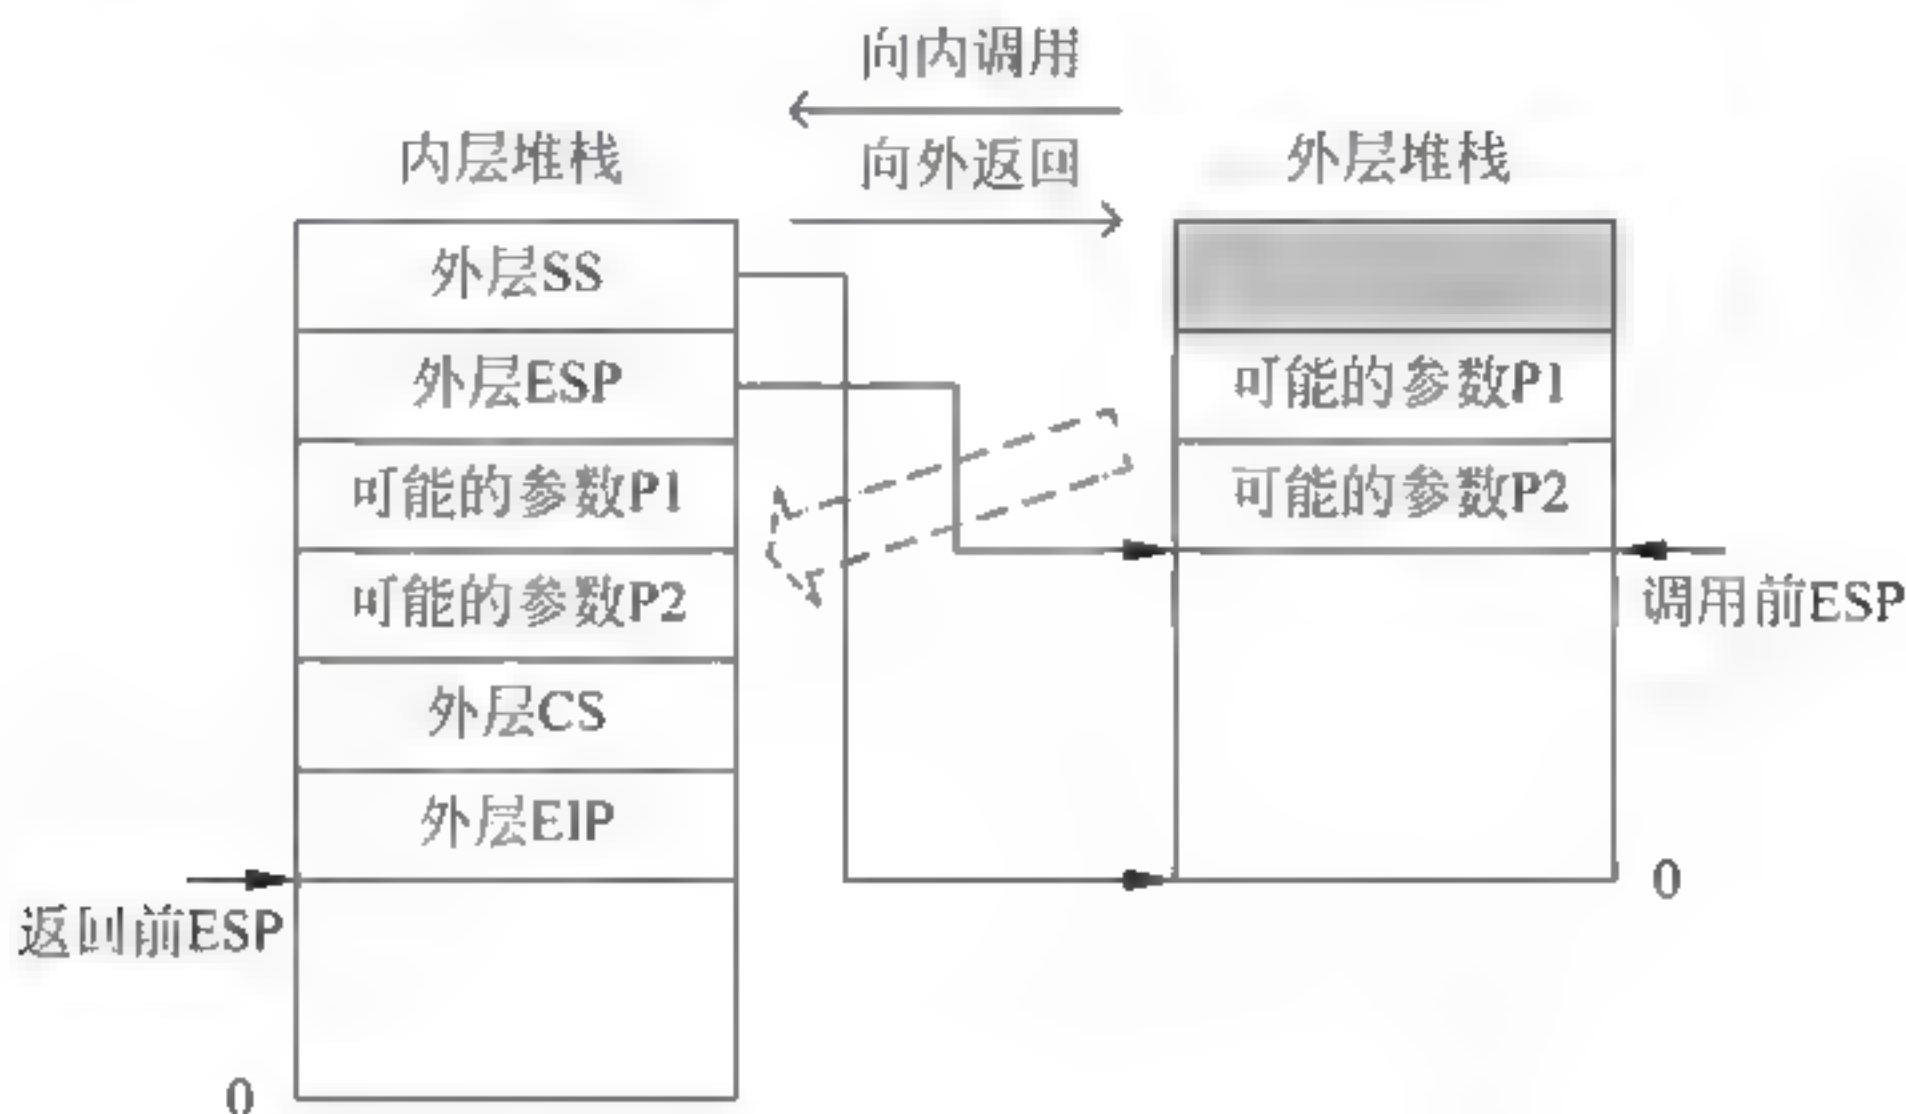 向内调用
内层堆栈
向外返回
外层堆栈
外层SS
外层ESP
可能的参数P1
可能的参数P1
可能的参数P2
可能的参数P2
调用前ESP
外层CS
外层EIP
返回前ESP
0
0